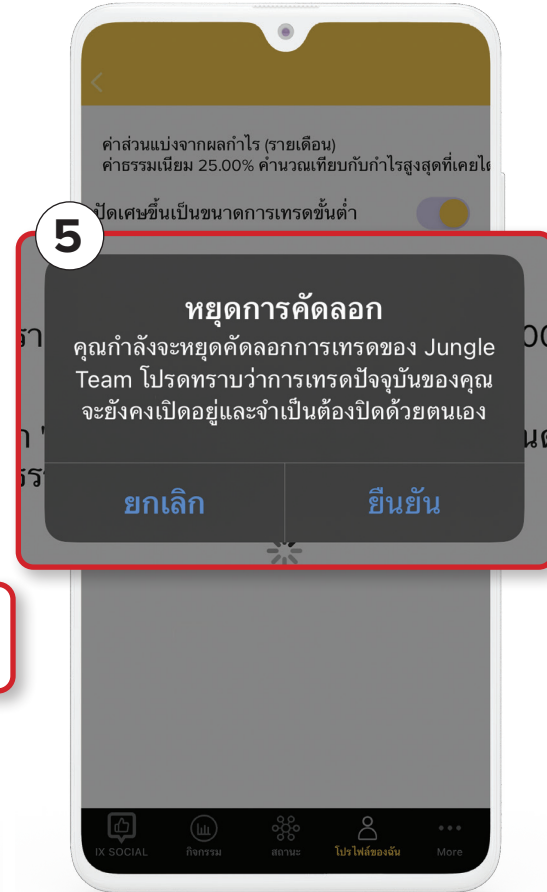 ค่าส่วนแบ่งจากผลกำไร (รายเดือน)
ค่าธรรมเนียม 25.00% คำนวณเทียบกับกำไรสูงสุดที่เคยได้
ปัดเศษขึ้นเป็นขนาดการเทรดขั้นต่ำ
5
หยุดการคัดลอก
คุณกำลังจะหยุดคัดลอกการเทรดของ Jungle
Team โปรดทราบว่าการเทรดปัจจุบันของคุณ
จะยังคงเปิดอยู่และจำเป็นต้องปิดด้วยตนเอง
ยกเลิก
ยืนยัน
IX SOCIAL
กิจกรรม
สถานะ
โปรไฟล์ของฉัน
More